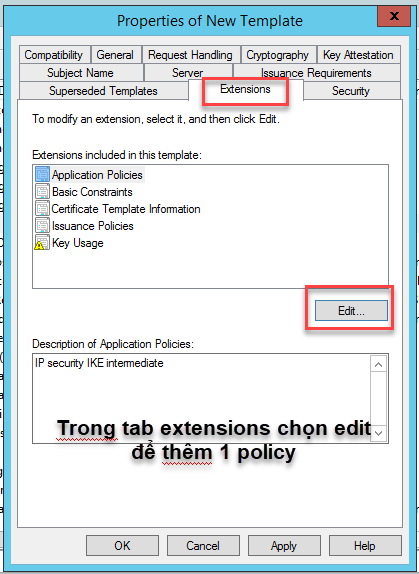 Properties of New Template
x
Compatibility General Request Handling Cryptography Key Attestation
Subject Name Server Issuance Requirements
Superseded Templates Extensions Security
To modify an extension, select it, and then click Edit.
Extensions included in this template:
Application Policies
Basic Constraints
Certificate Template Information
Issuance Policies
Key Usage
Edit...
Description of Application Policies:
IP security IKE intermediate
Trong tab extensions chọn edit
để thêm 1 policy
OK Cancel Apply Help